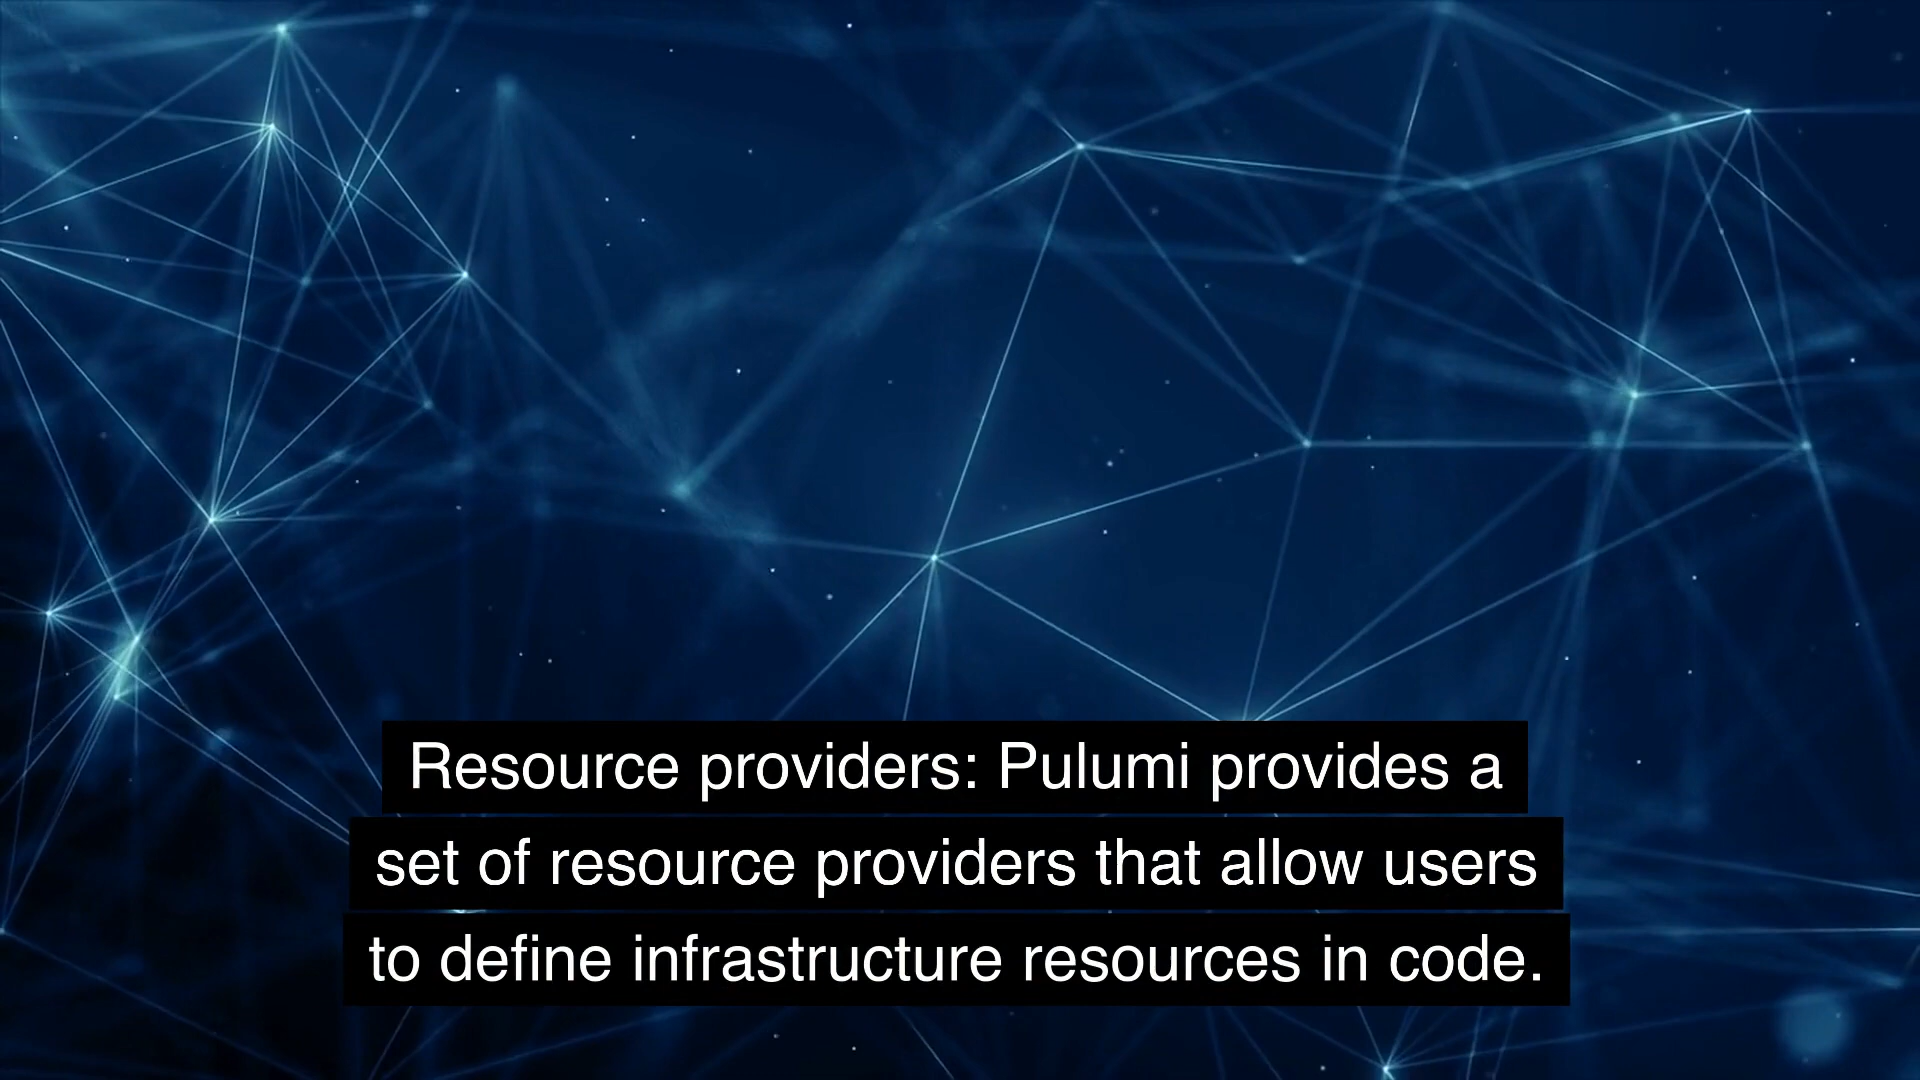 Resource providers: Pulumi provides a
set of resource providers that allow users
to define infrastructure resources in code.